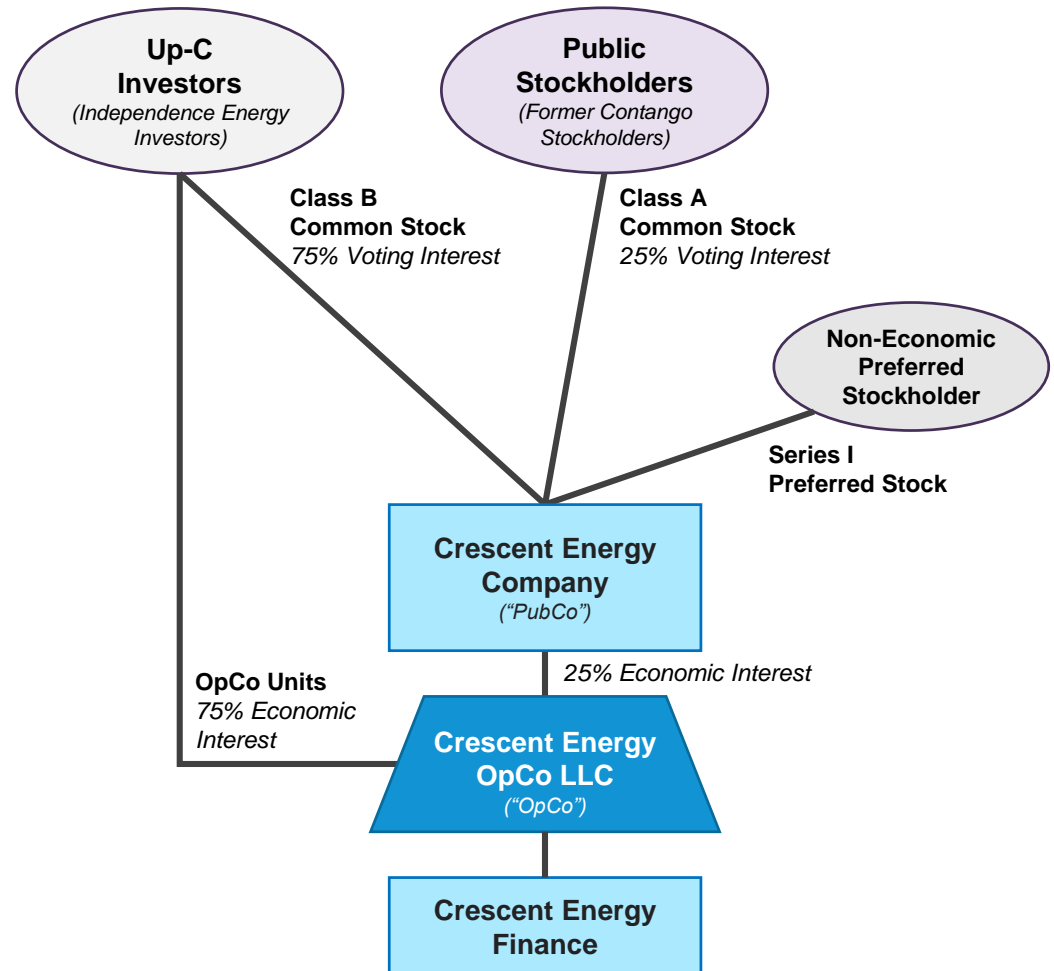 Up-C
Investors
(Independence Energy
Investors)
Public
Stockholders
(Former Contango
Stockholders)
Class B
Common Stock
75% Voting Interest
Class A
Common Stock
25% Voting Interest
Non-Economic
Preferred
Stockholder
Series I
Preferred Stock
Crescent Energy
Company
(“PubCo”)
25% Economic Interest
OpCo Units
75% Economic
Interest
Crescent Energy
OpCo LLC
(“OpCo”)
Crescent Energy
Finance